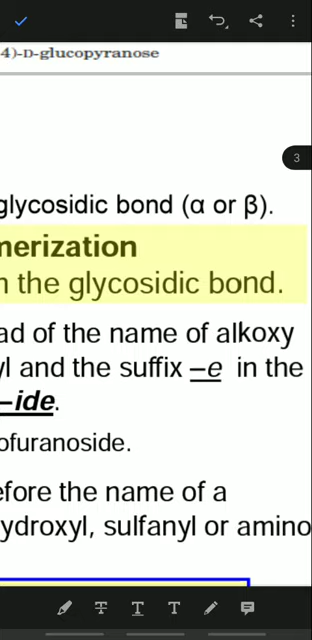 4)-D-glucopyranose
3
glycosidic bond (α or β).
merization
n the glycosidic bond.
ad of the name of alkoxy
yl and the suffix –e in the
–ide.
ofuranoside.
efore the name of a
ydroxyl, sulfanyl or amino